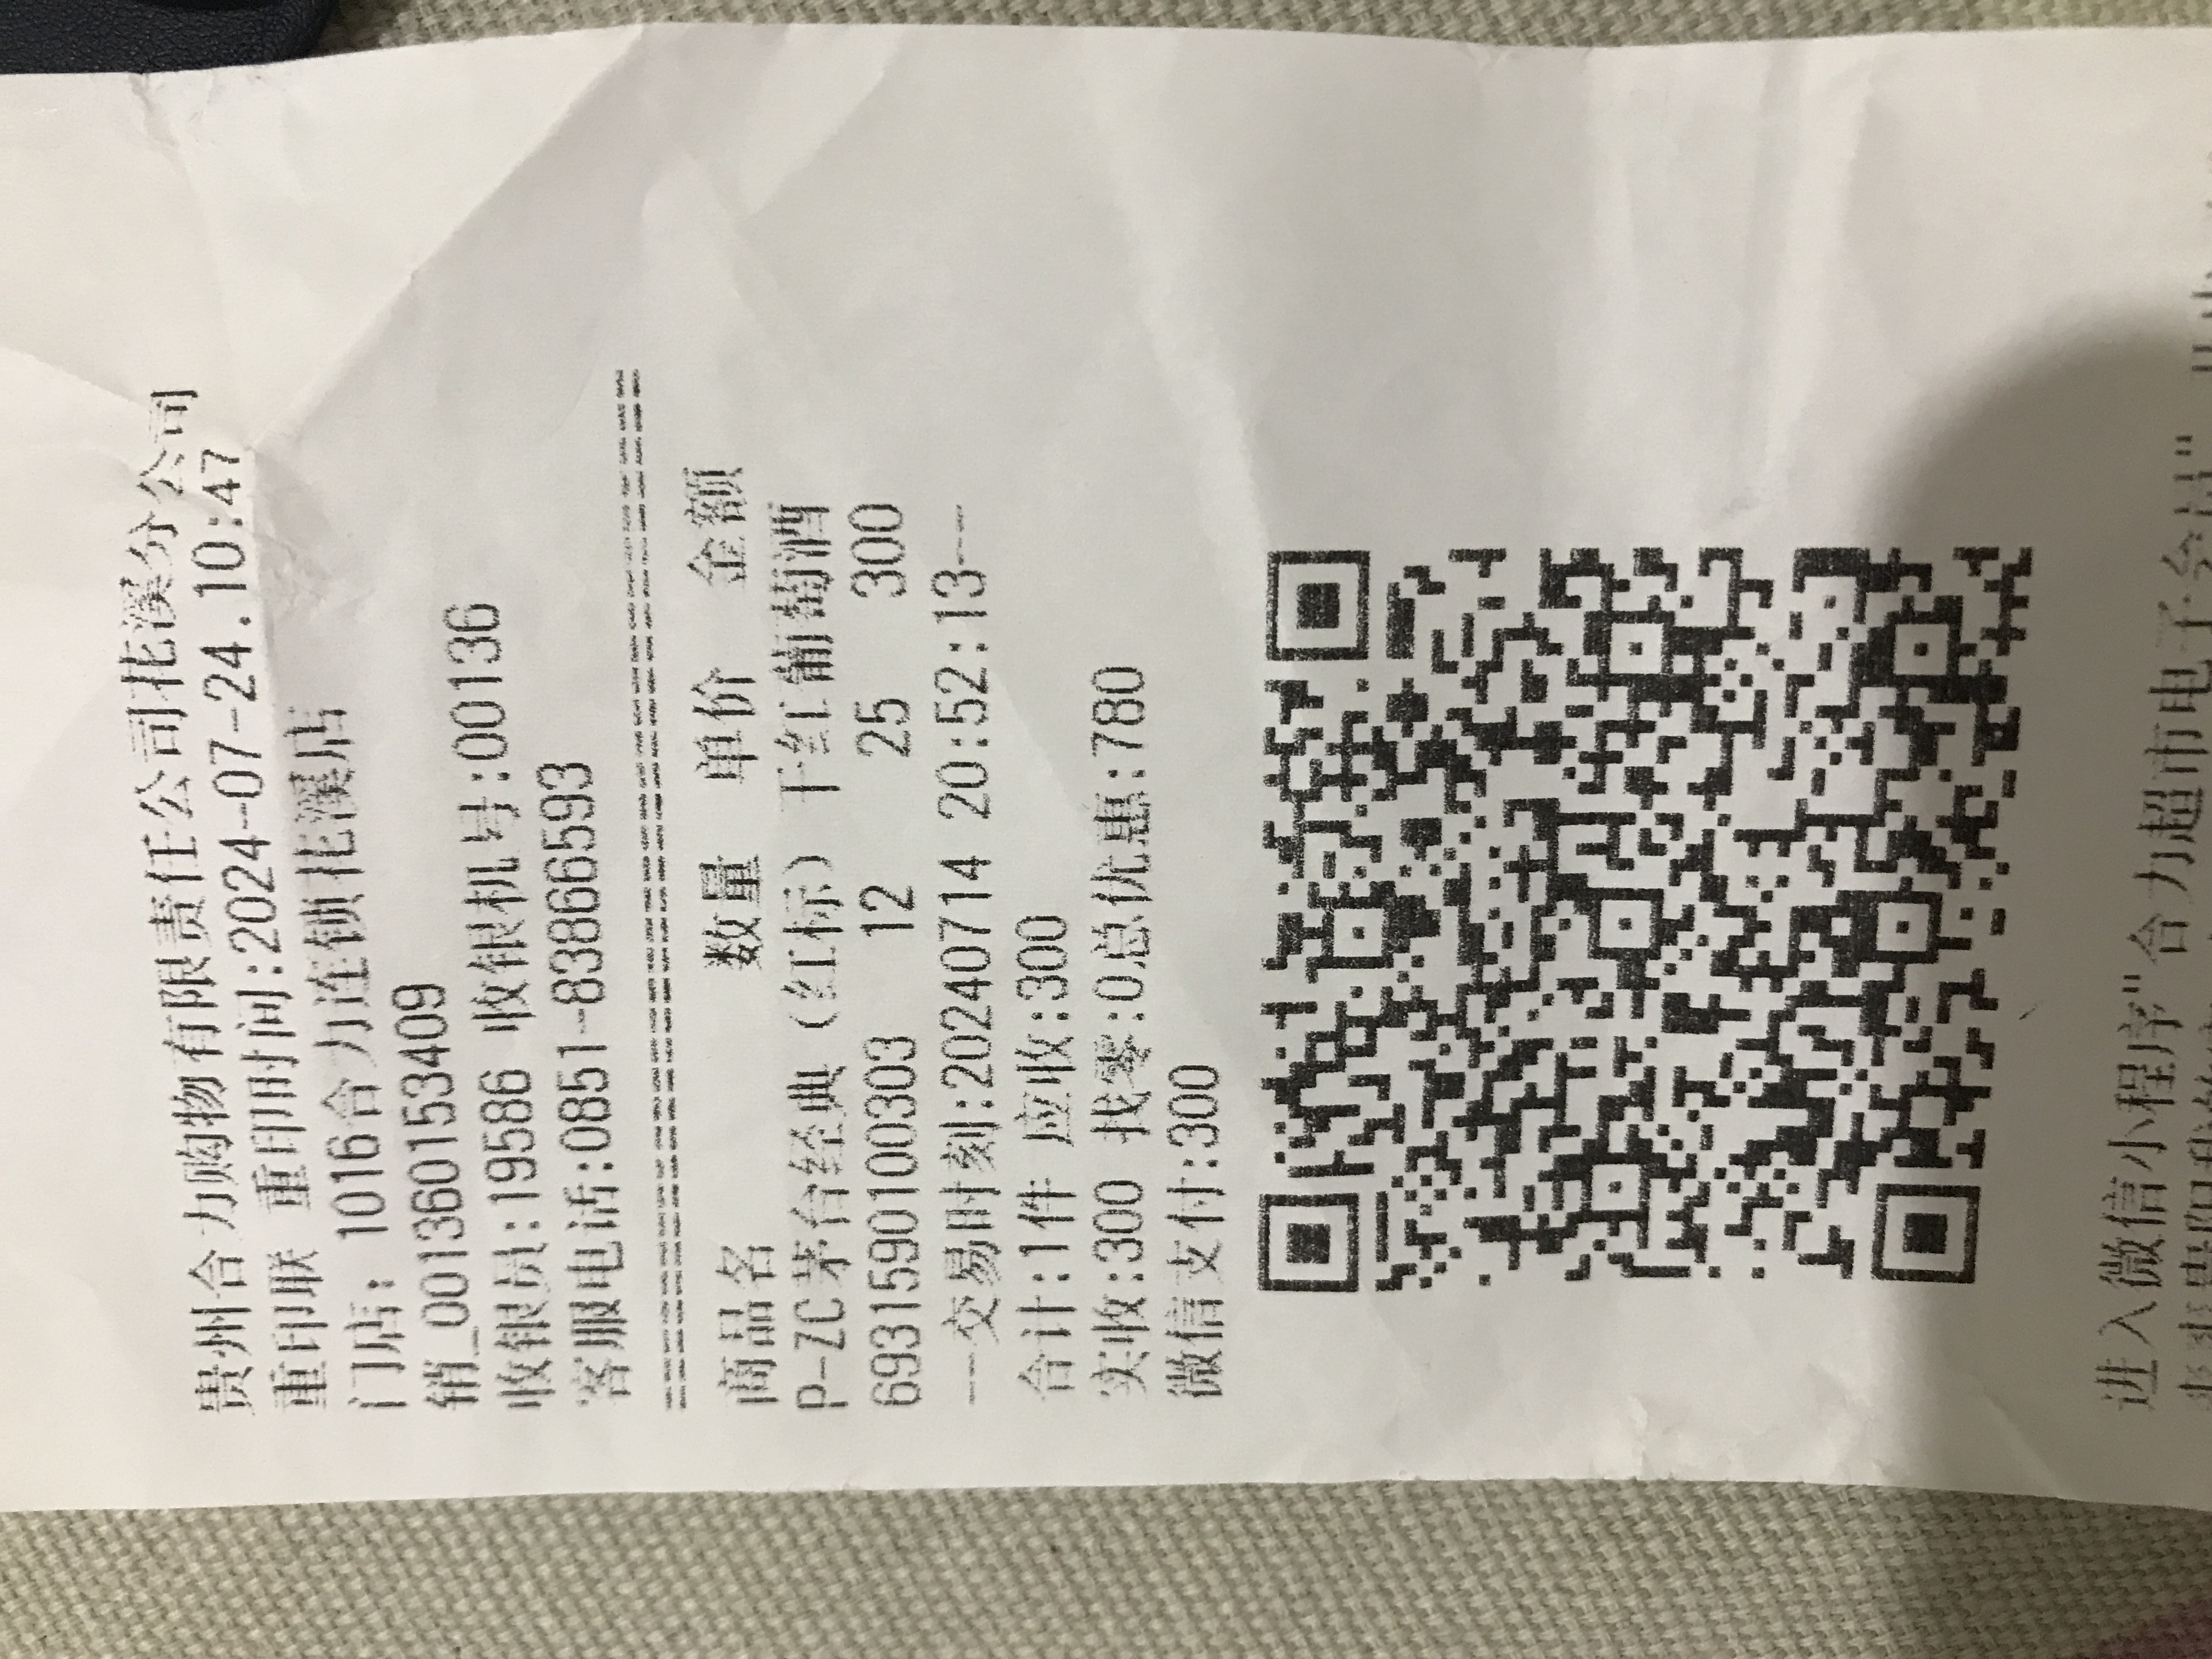 贵州合力购物有限责任公司花溪分公司
重印联 重印时间:2024-07-24.10:47
门店: 1016合力连锁花溪店
销_0013601534​09
收银员:19586 收银机号:00136
客服电话:0851-83866593
商品名 数量 单价 金额
P-ZC茅台经典（红标）干红葡萄酒
6931590100303 12 25 300
--交易时刻:20240714 20:52:13--
合计:1件 应收:300
实收:300 找零:0总优惠:780
微信支付:300
进入微信小程序"合力超市电子会员"